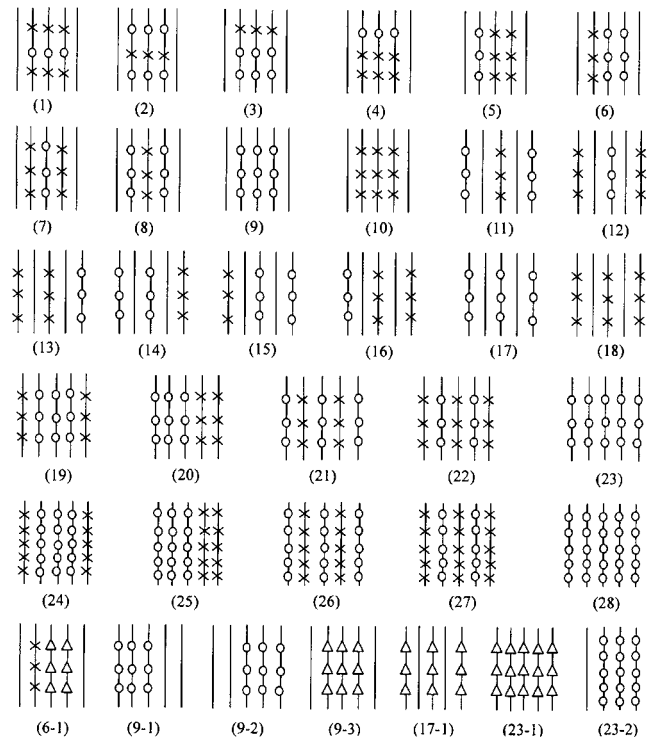 (1) (2) (3) (4) (5) (6)
(7) (8) (9) (10) (11) (12)
(13) (14) (15) (16) (17) (18)
(19) (20) (21) (22) (23)
(24) (25) (26) (27) (28)
(6-1) (9-1) (9-2) (9-3) (17-1) (23-1) (23-2)